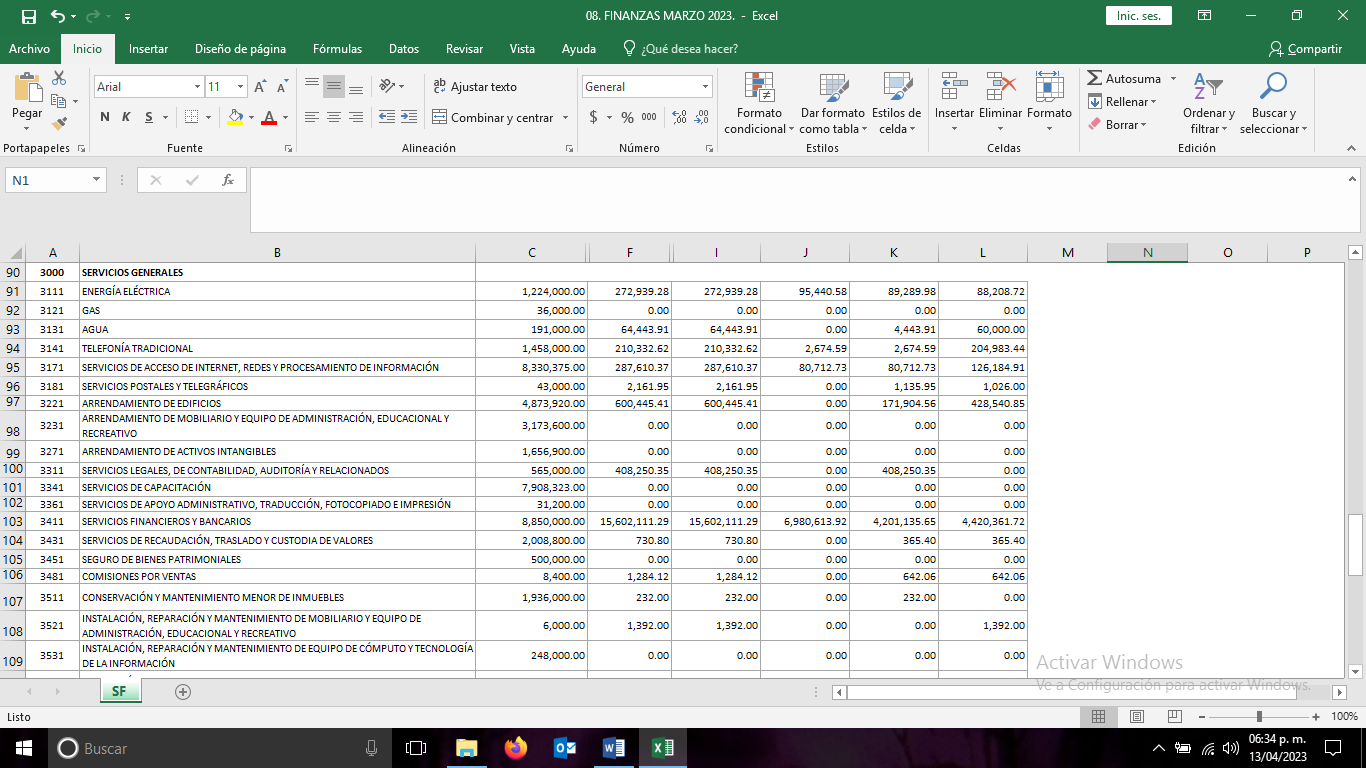 08. FINANZAS MARZO 2023. - Excel
Inic. ses.
Archivo Inicio Insertar Diseño de página Fórmulas Datos Revisar Vista Ayuda ¿Qué desea hacer? Compartir
Pegar
Portapapeles
Arial 11
N K S
Fuente
Ajustar texto
Combinar y centrar
Alineación
General
$ % 000
Número
Formato condicional
Dar formato como tabla
Estilos de celda
Estilos
Insertar Eliminar Formato
Celdas
Autosuma
Rellenar
Borrar
Ordenar y filtrar
Buscar y seleccionar
Edición
N1 fx
A B C F I J K L M N O P
90 3000 SERVICIOS GENERALES
91 3111 ENERGÍA ELÉCTRICA 1,224,000.00 272,939.28 272,939.28 95,440.58 89,289.98 88,208.72
92 3121 GAS 36,000.00 0.00 0.00 0.00 0.00 0.00
93 3131 AGUA 191,000.00 64,443.91 64,443.91 0.00 4,443.91 60,000.00
94 3141 TELEFONÍA TRADICIONAL 1,458,000.00 210,332.62 210,332.62 2,674.59 2,674.59 204,983.44
95 3171 SERVICIOS DE ACCESO DE INTERNET, REDES Y PROCESAMIENTO DE INFORMACIÓN 8,330,375.00 287,610.37 287,610.37 80,712.73 80,712.73 126,184.91
96 3181 SERVICIOS POSTALES Y TELEGRÁFICOS 43,000.00 2,161.95 2,161.95 0.00 1,135.95 1,026.00
97 3221 ARRENDAMIENTO DE EDIFICIOS 4,873,920.00 600,445.41 600,445.41 0.00 171,904.56 428,540.85
98 3231 ARRENDAMIENTO DE MOBILIARIO Y EQUIPO DE ADMINISTRACIÓN, EDUCACIONAL Y
RECREATIVO 3,173,600.00 0.00 0.00 0.00 0.00 0.00
99 3271 ARRENDAMIENTO DE ACTIVOS INTANGIBLES 1,656,900.00 0.00 0.00 0.00 0.00 0.00
100 3311 SERVICIOS LEGALES, DE CONTABILIDAD, AUDITORÍA Y RELACIONADOS 565,000.00 408,250.35 408,250.35 0.00 408,250.35 0.00
101 3341 SERVICIOS DE CAPACITACIÓN 7,908,323.00 0.00 0.00 0.00 0.00 0.00
102 3361 SERVICIOS DE APOYO ADMINISTRATIVO, TRADUCCIÓN, FOTOCOPIADO E IMPRESIÓN 31,200.00 0.00 0.00 0.00 0.00 0.00
103 3411 SERVICIOS FINANCIEROS Y BANCARIOS 8,850,000.00 15,602,111.29 15,602,111.29 6,980,613.92 4,201,135.65 4,420,361.72
104 3431 SERVICIOS DE RECAUDACIÓN, TRASLADO Y CUSTODIA DE VALORES 2,008,800.00 730.80 730.80 0.00 365.40 365.40
105 3451 SEGURO DE BIENES PATRIMONIALES 500,000.00 0.00 0.00 0.00 0.00 0.00
106 3481 COMISIONES POR VENTAS 8,400.00 1,284.12 1,284.12 0.00 642.06 642.06
107 3511 CONSERVACIÓN Y MANTENIMIENTO MENOR DE INMUEBLES 1,936,000.00 232.00 232.00 0.00 232.00 0.00
108 3521 INSTALACIÓN, REPARACIÓN Y MANTENIMIENTO DE MOBILIARIO Y EQUIPO DE
ADMINISTRACIÓN, EDUCACIONAL Y RECREATIVO 6,000.00 1,392.00 1,392.00 0.00 0.00 1,392.00
109 3531 INSTALACIÓN, REPARACIÓN Y MANTENIMIENTO DE EQUIPO DE CÓMPUTO Y TECNOLOGÍA
DE LA INFORMACIÓN 248,000.00 0.00 0.00 0.00 0.00 0.00
Activar Windows
Ve a Configuración para activar Windows.
SF
Listo
100%
Buscar
06:34 p. m.
13/04/2023